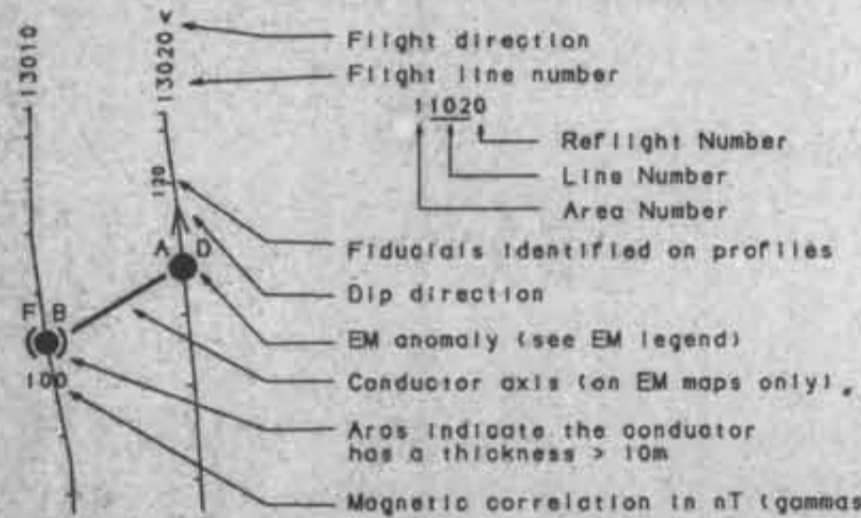 13010
13020 <
Flight direction
Flight line number
11020
Reflight Number
Line Number
Area Number
120
Fiducials identified on profiles
A D
Dip direction
EM anomaly (see EM legend)
F B
Conductor axis (on EM maps only)
100
Arcs indicate the conductor
has a thickness > 10m
Magnetic correlation in nT (gammas